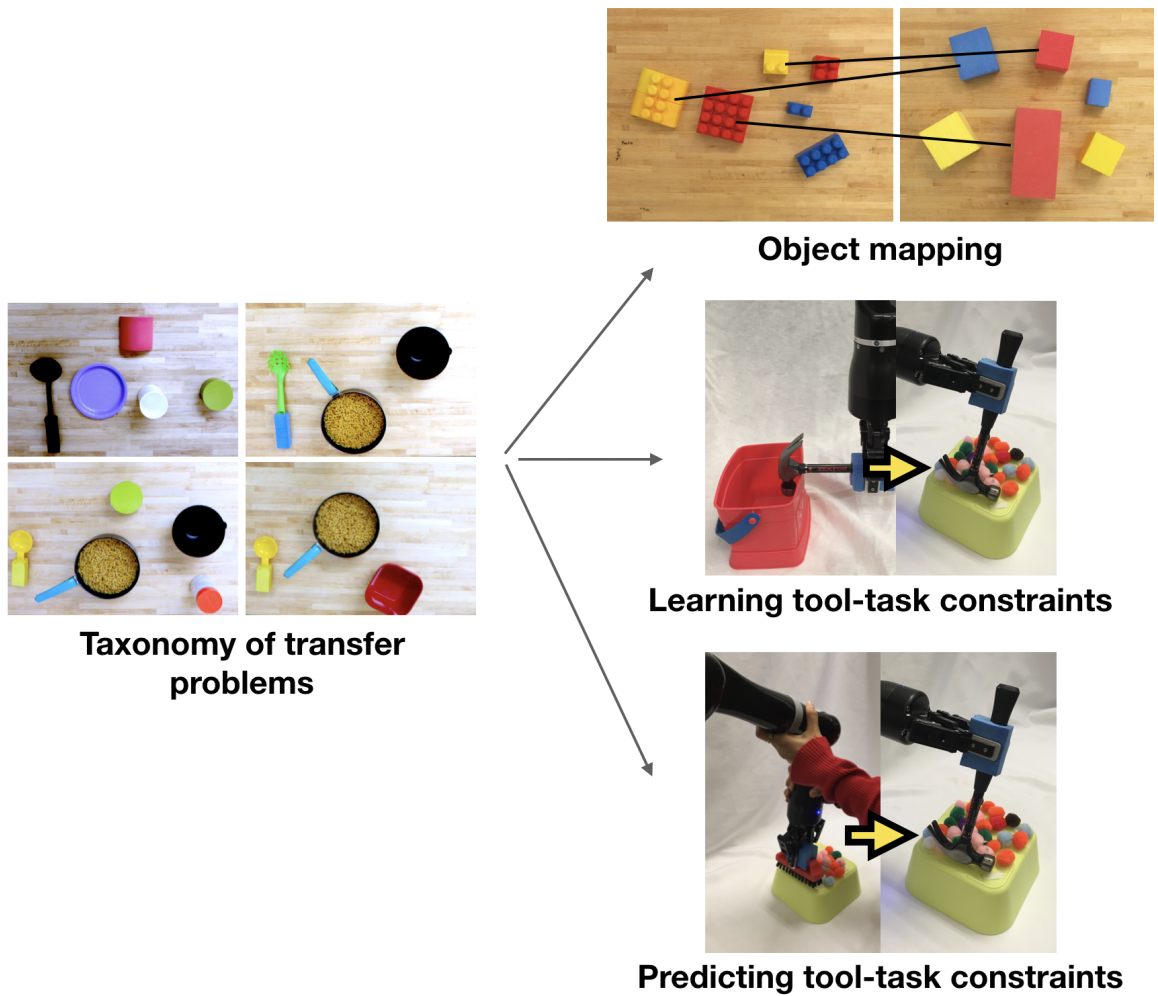 Object mapping
Learning tool-task constraints
Taxonomy of transfer
problems
Predicting tool-task constraints